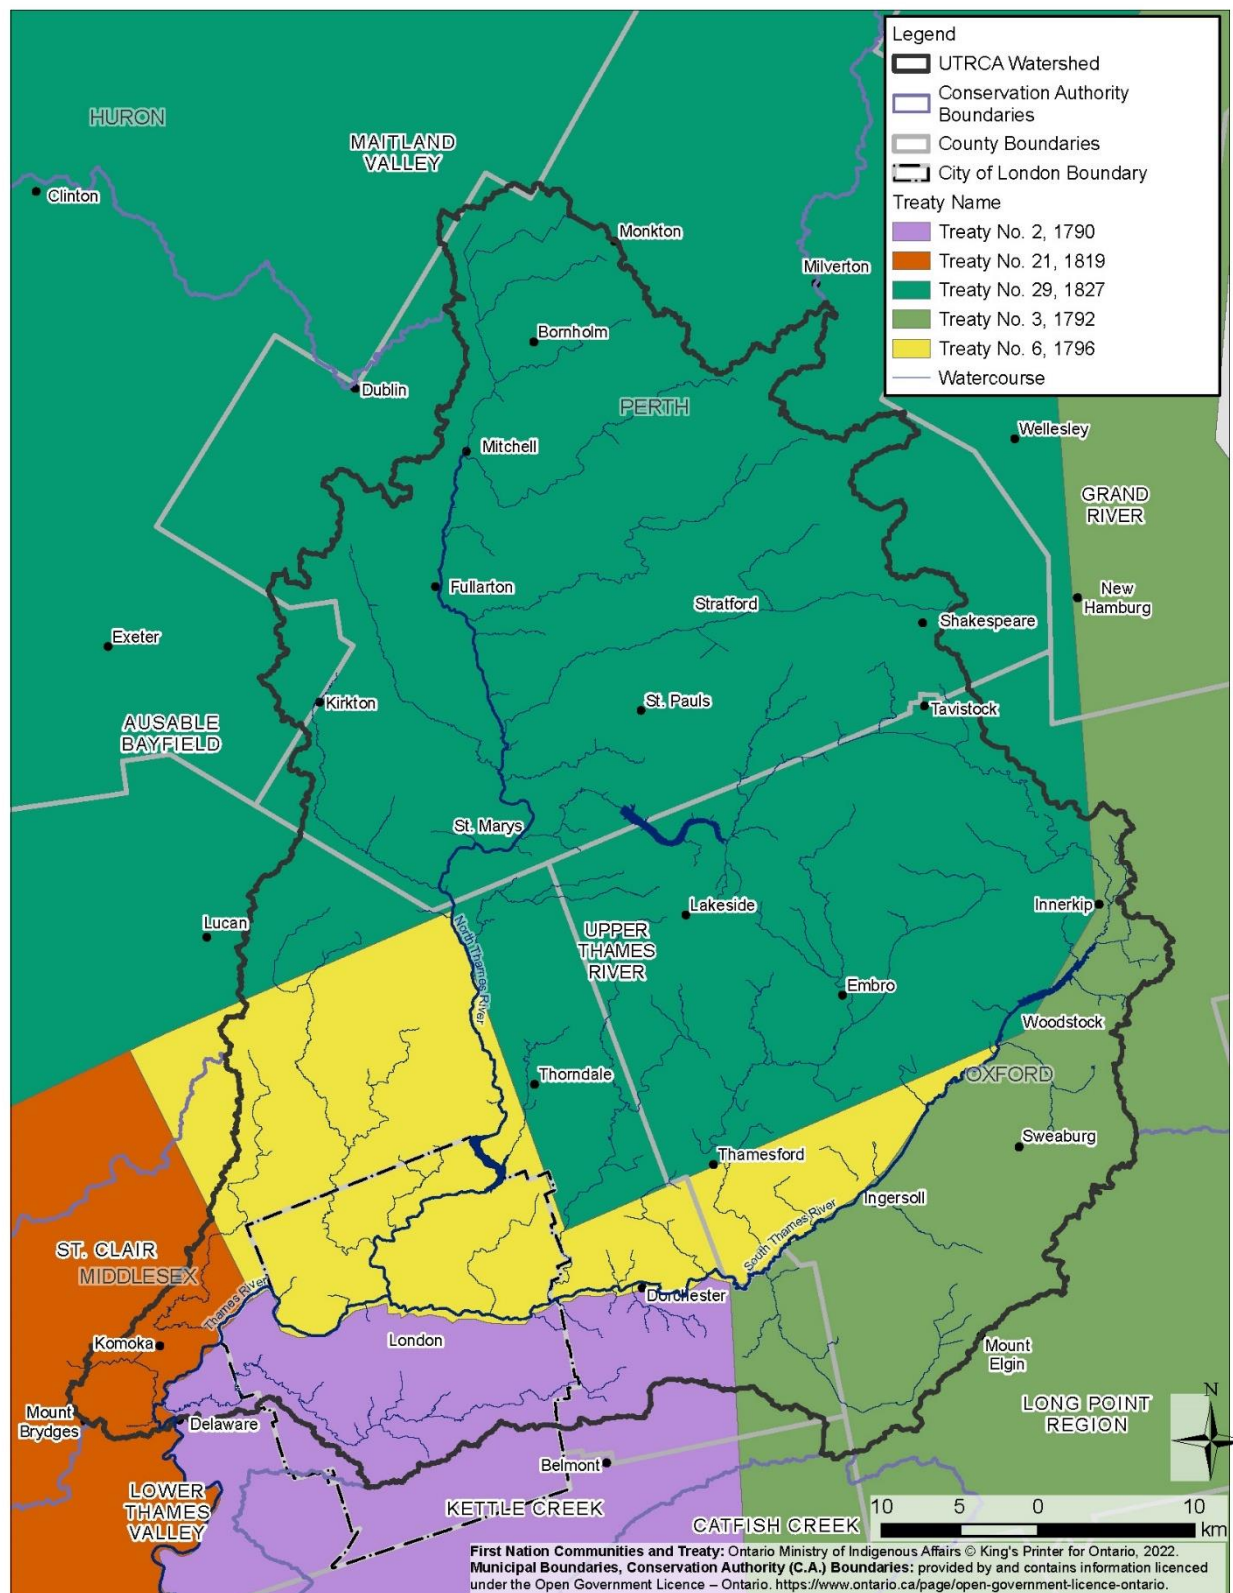 Legend
UTRCA Watershed
Conservation Authority
Boundaries
County Boundaries
City of London Boundary
Treaty Name
Treaty No. 2, 1790
Treaty No. 21, 1819
Treaty No. 29, 1827
Treaty No. 3, 1792
Treaty No. 6, 1796
Watercourse
HURON
MAITLAND
VALLEY
Clinton
Monkton
Milverton
Bornholm
Dublin
PERTH
Wellesley
Mitchell
GRAND
RIVER
Fullarton
New
Hamburg
Stratford
Shakespeare
Exeter
Kirkton
St. Pauls
Tavistock
AUSABLE
BAYFIELD
St. Marys
Lakeside
Innerkip
Lucan
North Thames River
UPPER
THAMES
RIVER
Embro
Woodstock
Thorndale
OXFORD
Sweaburg
Thamesford
Ingersoll
South Thames River
ST. CLAIR
MIDDLESEX
Thames River
Dorchester
Komoka
London
Mount
Elgin
Mount
Brydges
Delaware
LONG POINT
REGION
N
Belmont
LOWER
THAMES
VALLEY
KETTLE CREEK
CATFISH CREEK
10 5 0 10
km
First Nation Communities and Treaty: Ontario Ministry of Indigenous Affairs © King's Printer for Ontario, 2022.
Municipal Boundaries, Conservation Authority (C.A.) Boundaries: provided by and contains information licenced
under the Open Government Licence – Ontario. https://www.ontario.ca/page/open-government-licence-ontario